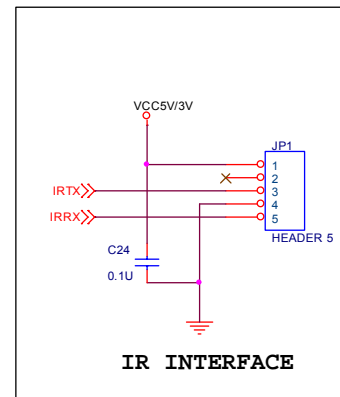 VCC5V/3V
JP1
1
2
IRTX
3
4
IRRX
5
HEADER 5
C24
0.1U
IR INTERFACE